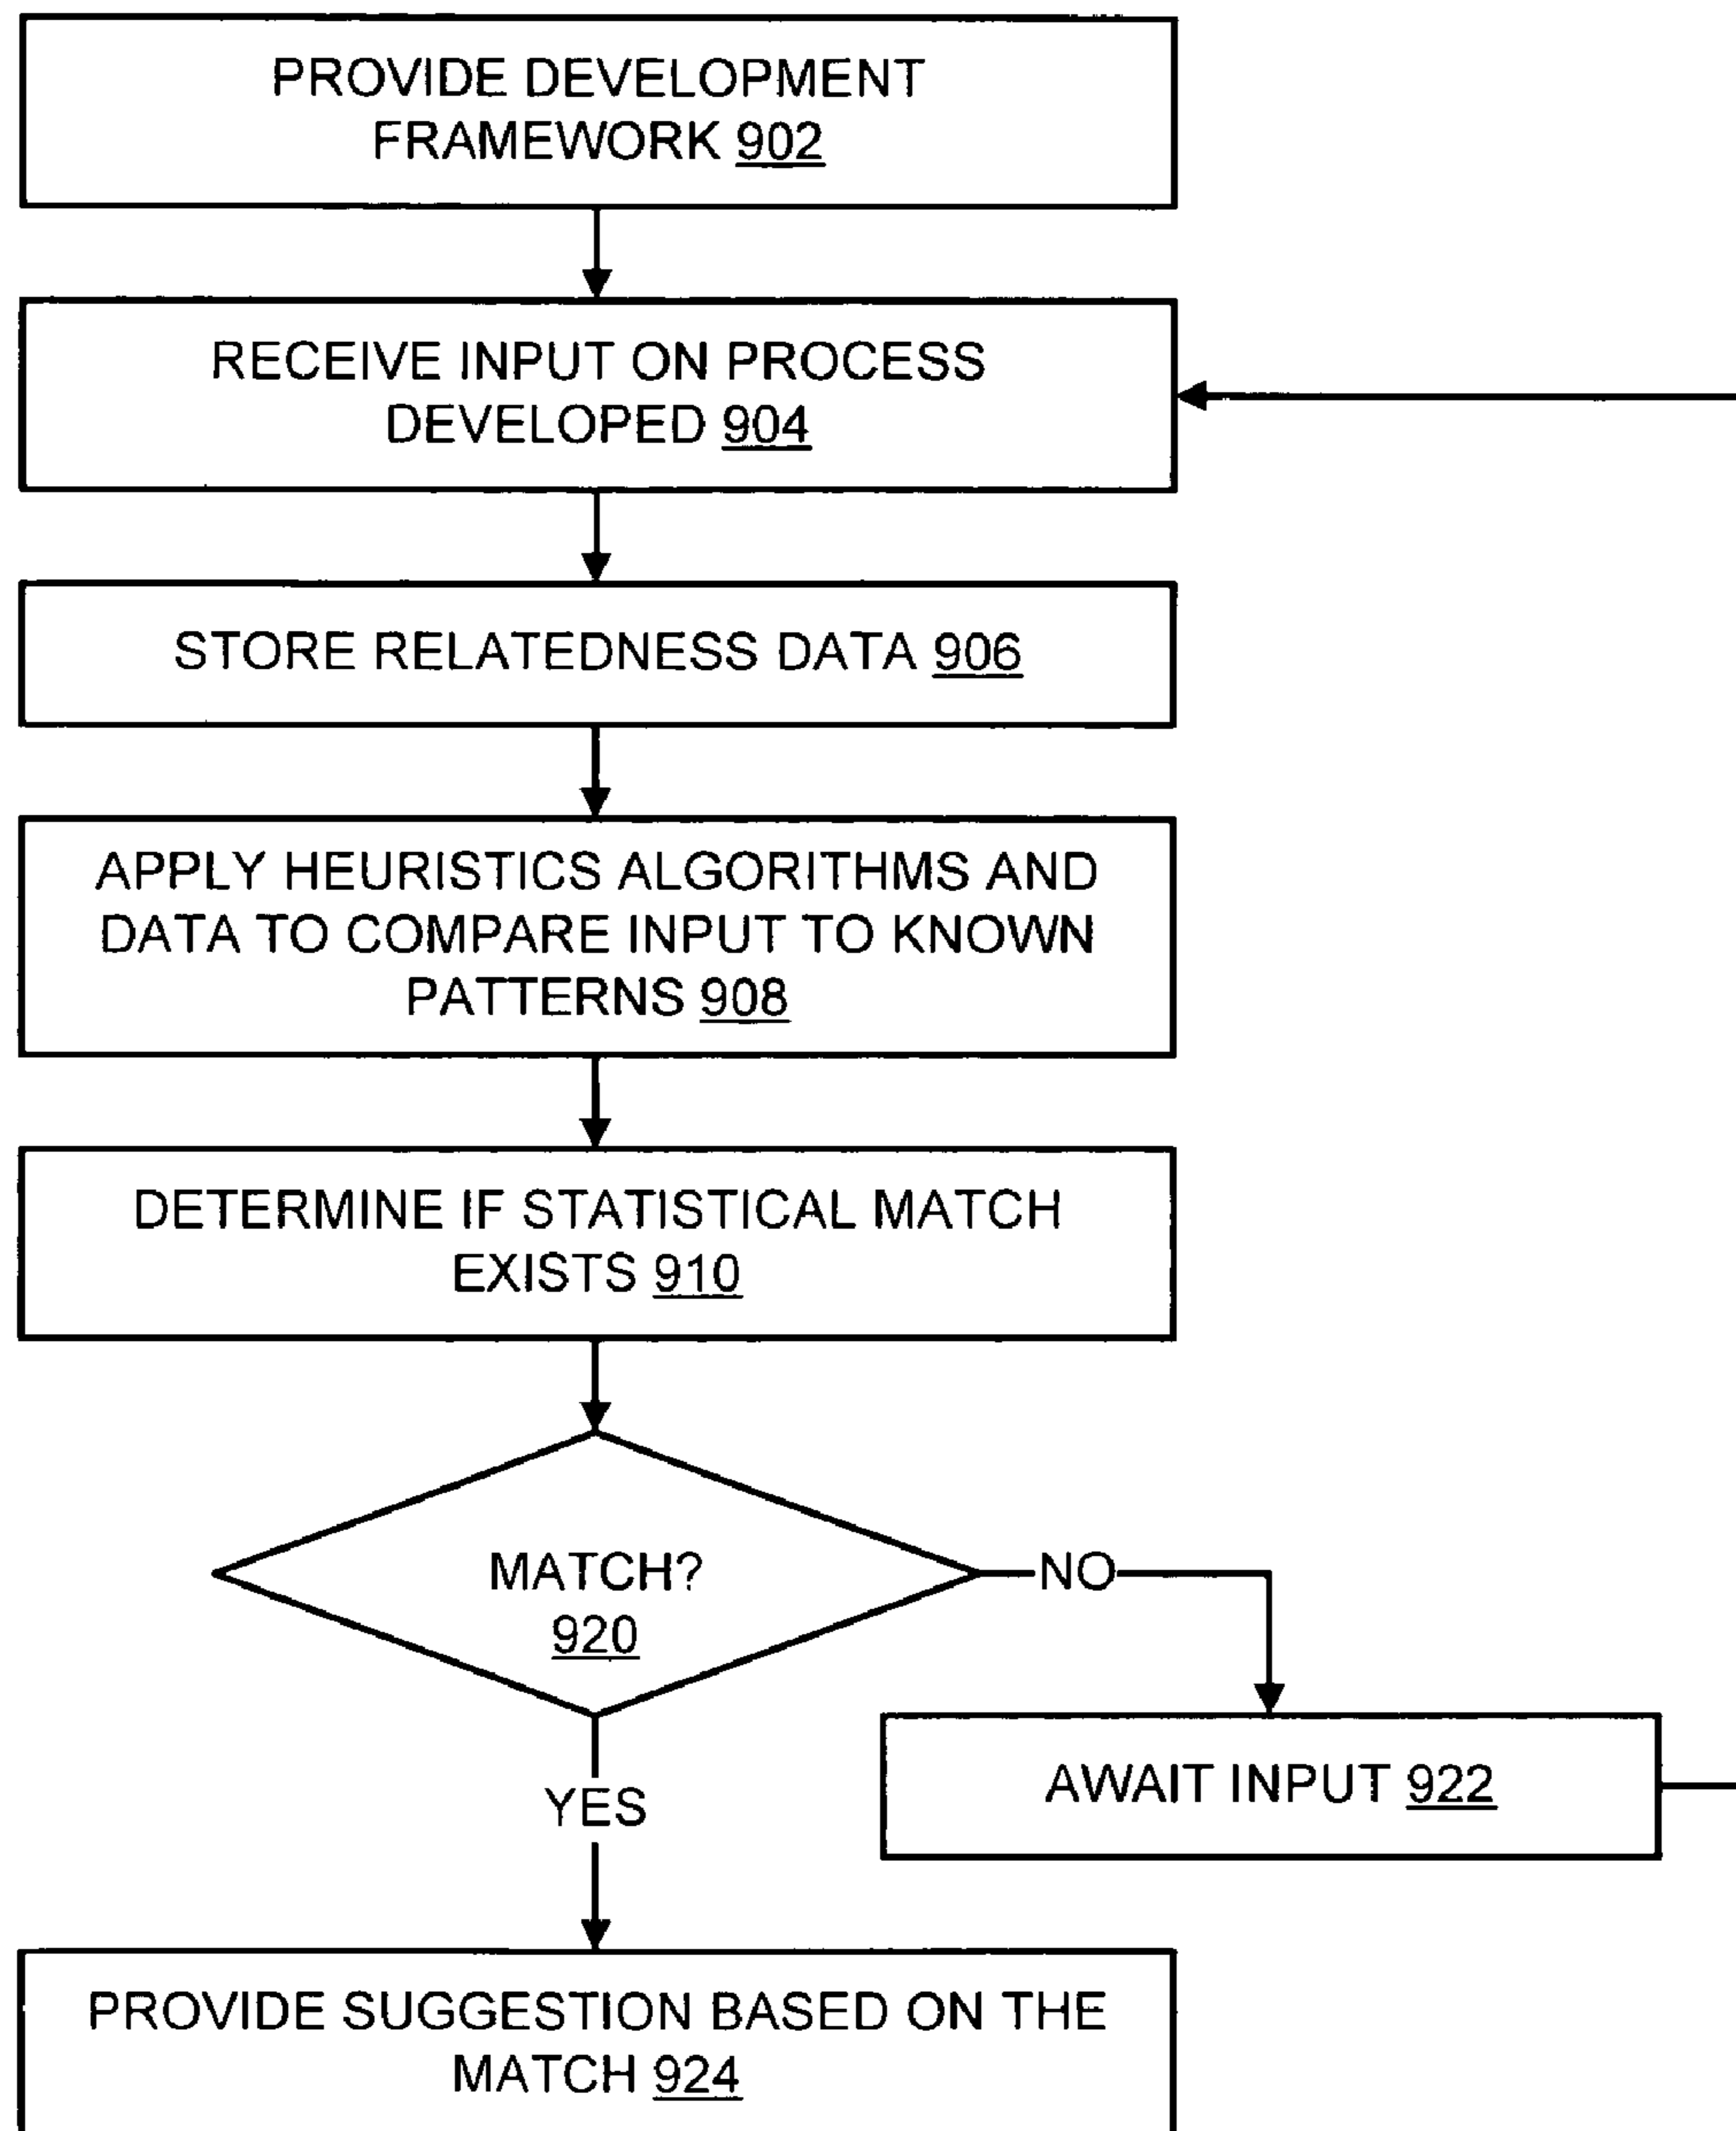 PROVIDE DEVELOPMENT
FRAMEWORK 902
RECEIVE INPUT ON PROCESS
DEVELOPED 904
STORE RELATEDNESS DATA 906
APPLY HEURISTICS ALGORITHMS AND
DATA TO COMPARE INPUT TO KNOWN
PATTERNS 908
DETERMINE IF STATISTICAL MATCH
EXISTS 910
MATCH?
920
NO
AWAIT INPUT 922
YES
PROVIDE SUGGESTION BASED ON THE
MATCH 924